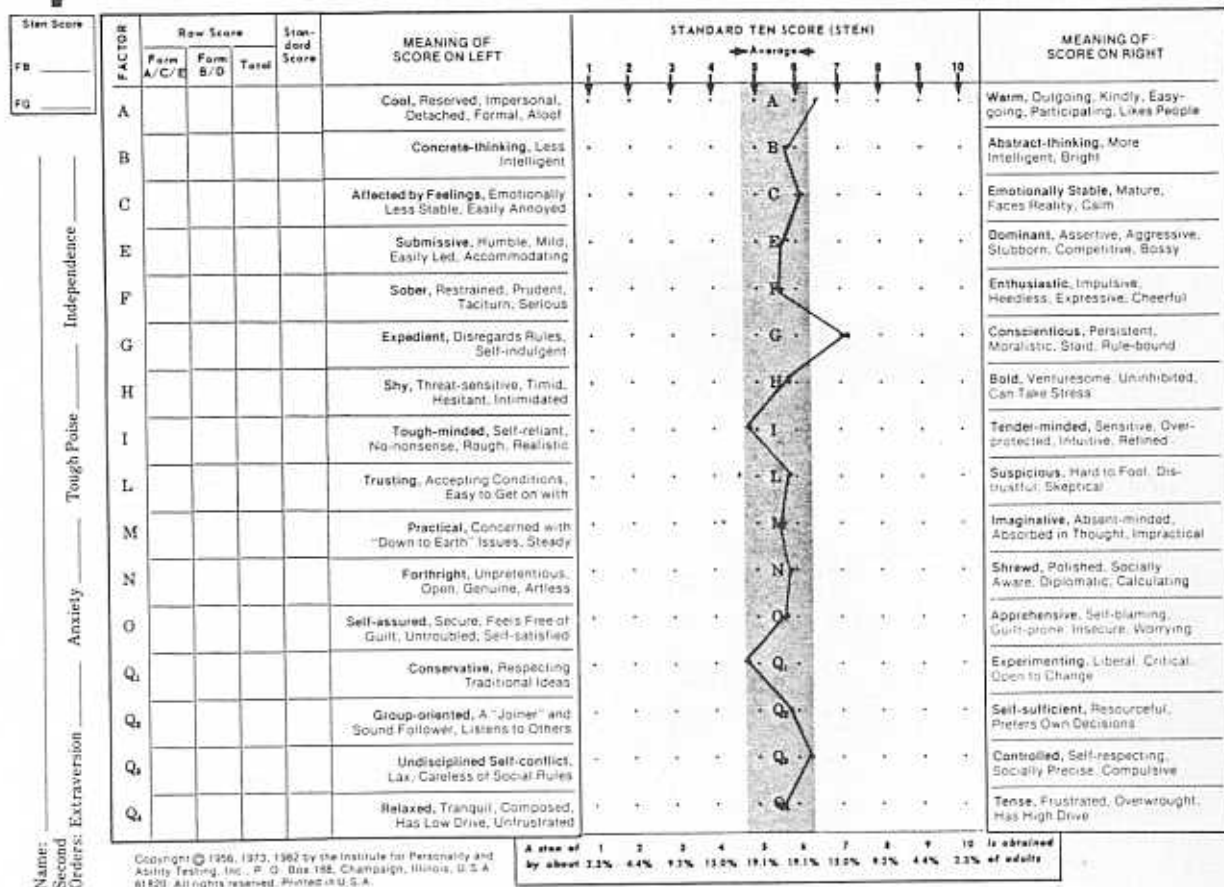 Sten Score
FB
FG
FACTOR
Raw Score
Form A/C/E
Form B/D
Total
Stan-
dard
Score
MEANING OF
SCORE ON LEFT
STANDARD TEN SCORE (STEN)
Average
1 2 3 4 5 6 7 8 9 10
MEANING OF
SCORE ON RIGHT
A
Cool, Reserved, Impersonal,
Detached, Formal, Aloof
A
Warm, Outgoing, Kindly, Easy-
going, Participating, Likes People
B
Concrete-thinking, Less
Intelligent
B
Abstract-thinking, More
Intelligent, Bright
C
Affected by Feelings, Emotionally
Less Stable, Easily Annoyed
C
Emotionally Stable, Mature,
Faces Reality, Calm
E
Submissive, Humble, Mild,
Easily Led, Accommodating
E
Dominant, Assertive, Aggressive,
Stubborn, Competitive, Bossy
F
Sober, Restrained, Prudent,
Taciturn, Serious
F
Enthusiastic, Impulsive,
Heedless, Expressive, Cheerful
G
Expedient, Disregards Rules,
Self-indulgent
G
Conscientious, Persistent,
Moralistic, Staid, Rule-bound
H
Shy, Threat-sensitive, Timid,
Hesitant, Intimidated
H
Bold, Venturesome, Uninhibited,
Can Take Stress
I
Tough-minded, Self-reliant,
No-nonsense, Rough, Realistic
I
Tender-minded, Sensitive, Over-
protected, Intuitive, Refined
L
Trusting, Accepting Conditions,
Easy to Get on with
L
Suspicious, Hard to Fool, Dis-
trustful, Skeptical
M
Practical, Concerned with
"Down to Earth" Issues, Steady
M
Imaginative, Absent-minded,
Absorbed in Thought, Impractical
N
Forthright, Unpretentious,
Open, Genuine, Artless
N
Shrewd, Polished, Socially
Aware, Diplomatic, Calculating
O
Self-assured, Secure, Feels Free of
Guilt, Untroubled, Self-satisfied
O
Apprehensive, Self-blaming,
Guilt-prone, Insecure, Worrying
Q₁
Conservative, Respecting
Traditional Ideas
Q₁
Experimenting, Liberal, Critical,
Open to Change
Q₂
Group-oriented, A "Joiner" and
Sound Follower, Listens to Others
Q₂
Self-sufficient, Resourceful,
Prefers Own Decisions
Q₃
Undisciplined Self-conflict,
Lax, Careless of Social Rules
Q₃
Controlled, Self-respecting,
Socially Precise, Compulsive
Q₄
Relaxed, Tranquil, Composed,
Has Low Drive, Unfrustrated
Q₄
Tense, Frustrated, Overwrought,
Has High Drive
A sten of 1 2 3 4 5 6 7 8 9 10 is obtained
by about 2.3% 4.4% 9.2% 15.0% 19.1% 19.1% 15.0% 9.2% 4.4% 2.3% of adults
Copyright © 1956, 1973, 1982 by the Institute for Personality and
Ability Testing, Inc., P. O. Box 188, Champaign, Illinois, U.S.A.
61820. All rights reserved. Printed in U.S.A.
Name:
Second
Orders: Extraversion Anxiety Tough Poise Independence